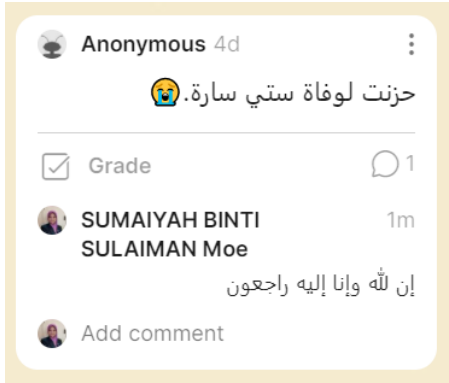 Anonymous 4d
حزنت لوفاة ستي سارة.😭
Grade
1
SUMAIYAH BINTI 1m
SULAIMAN Moe
إن لله وإنا إليه راجعون
Add comment